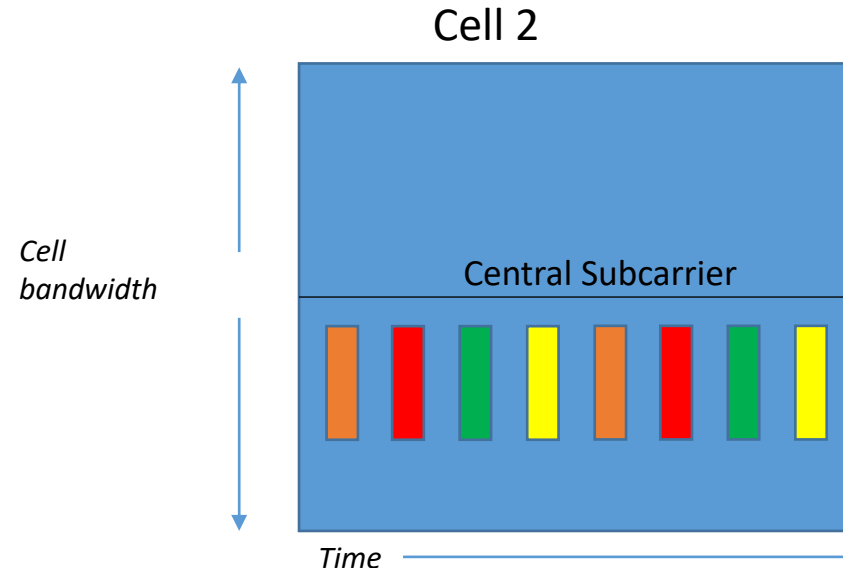 Cell 2
Cell
bandwidth
Central Subcarrier
Time